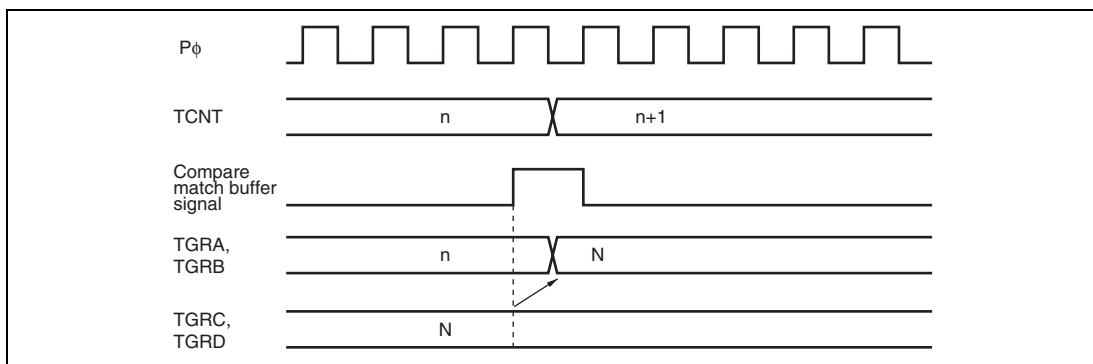 Pϕ
TCNT
n
n+1
Compare
match buffer
signal
TGRA,
TGRB
n
N
TGRC,
TGRD
N